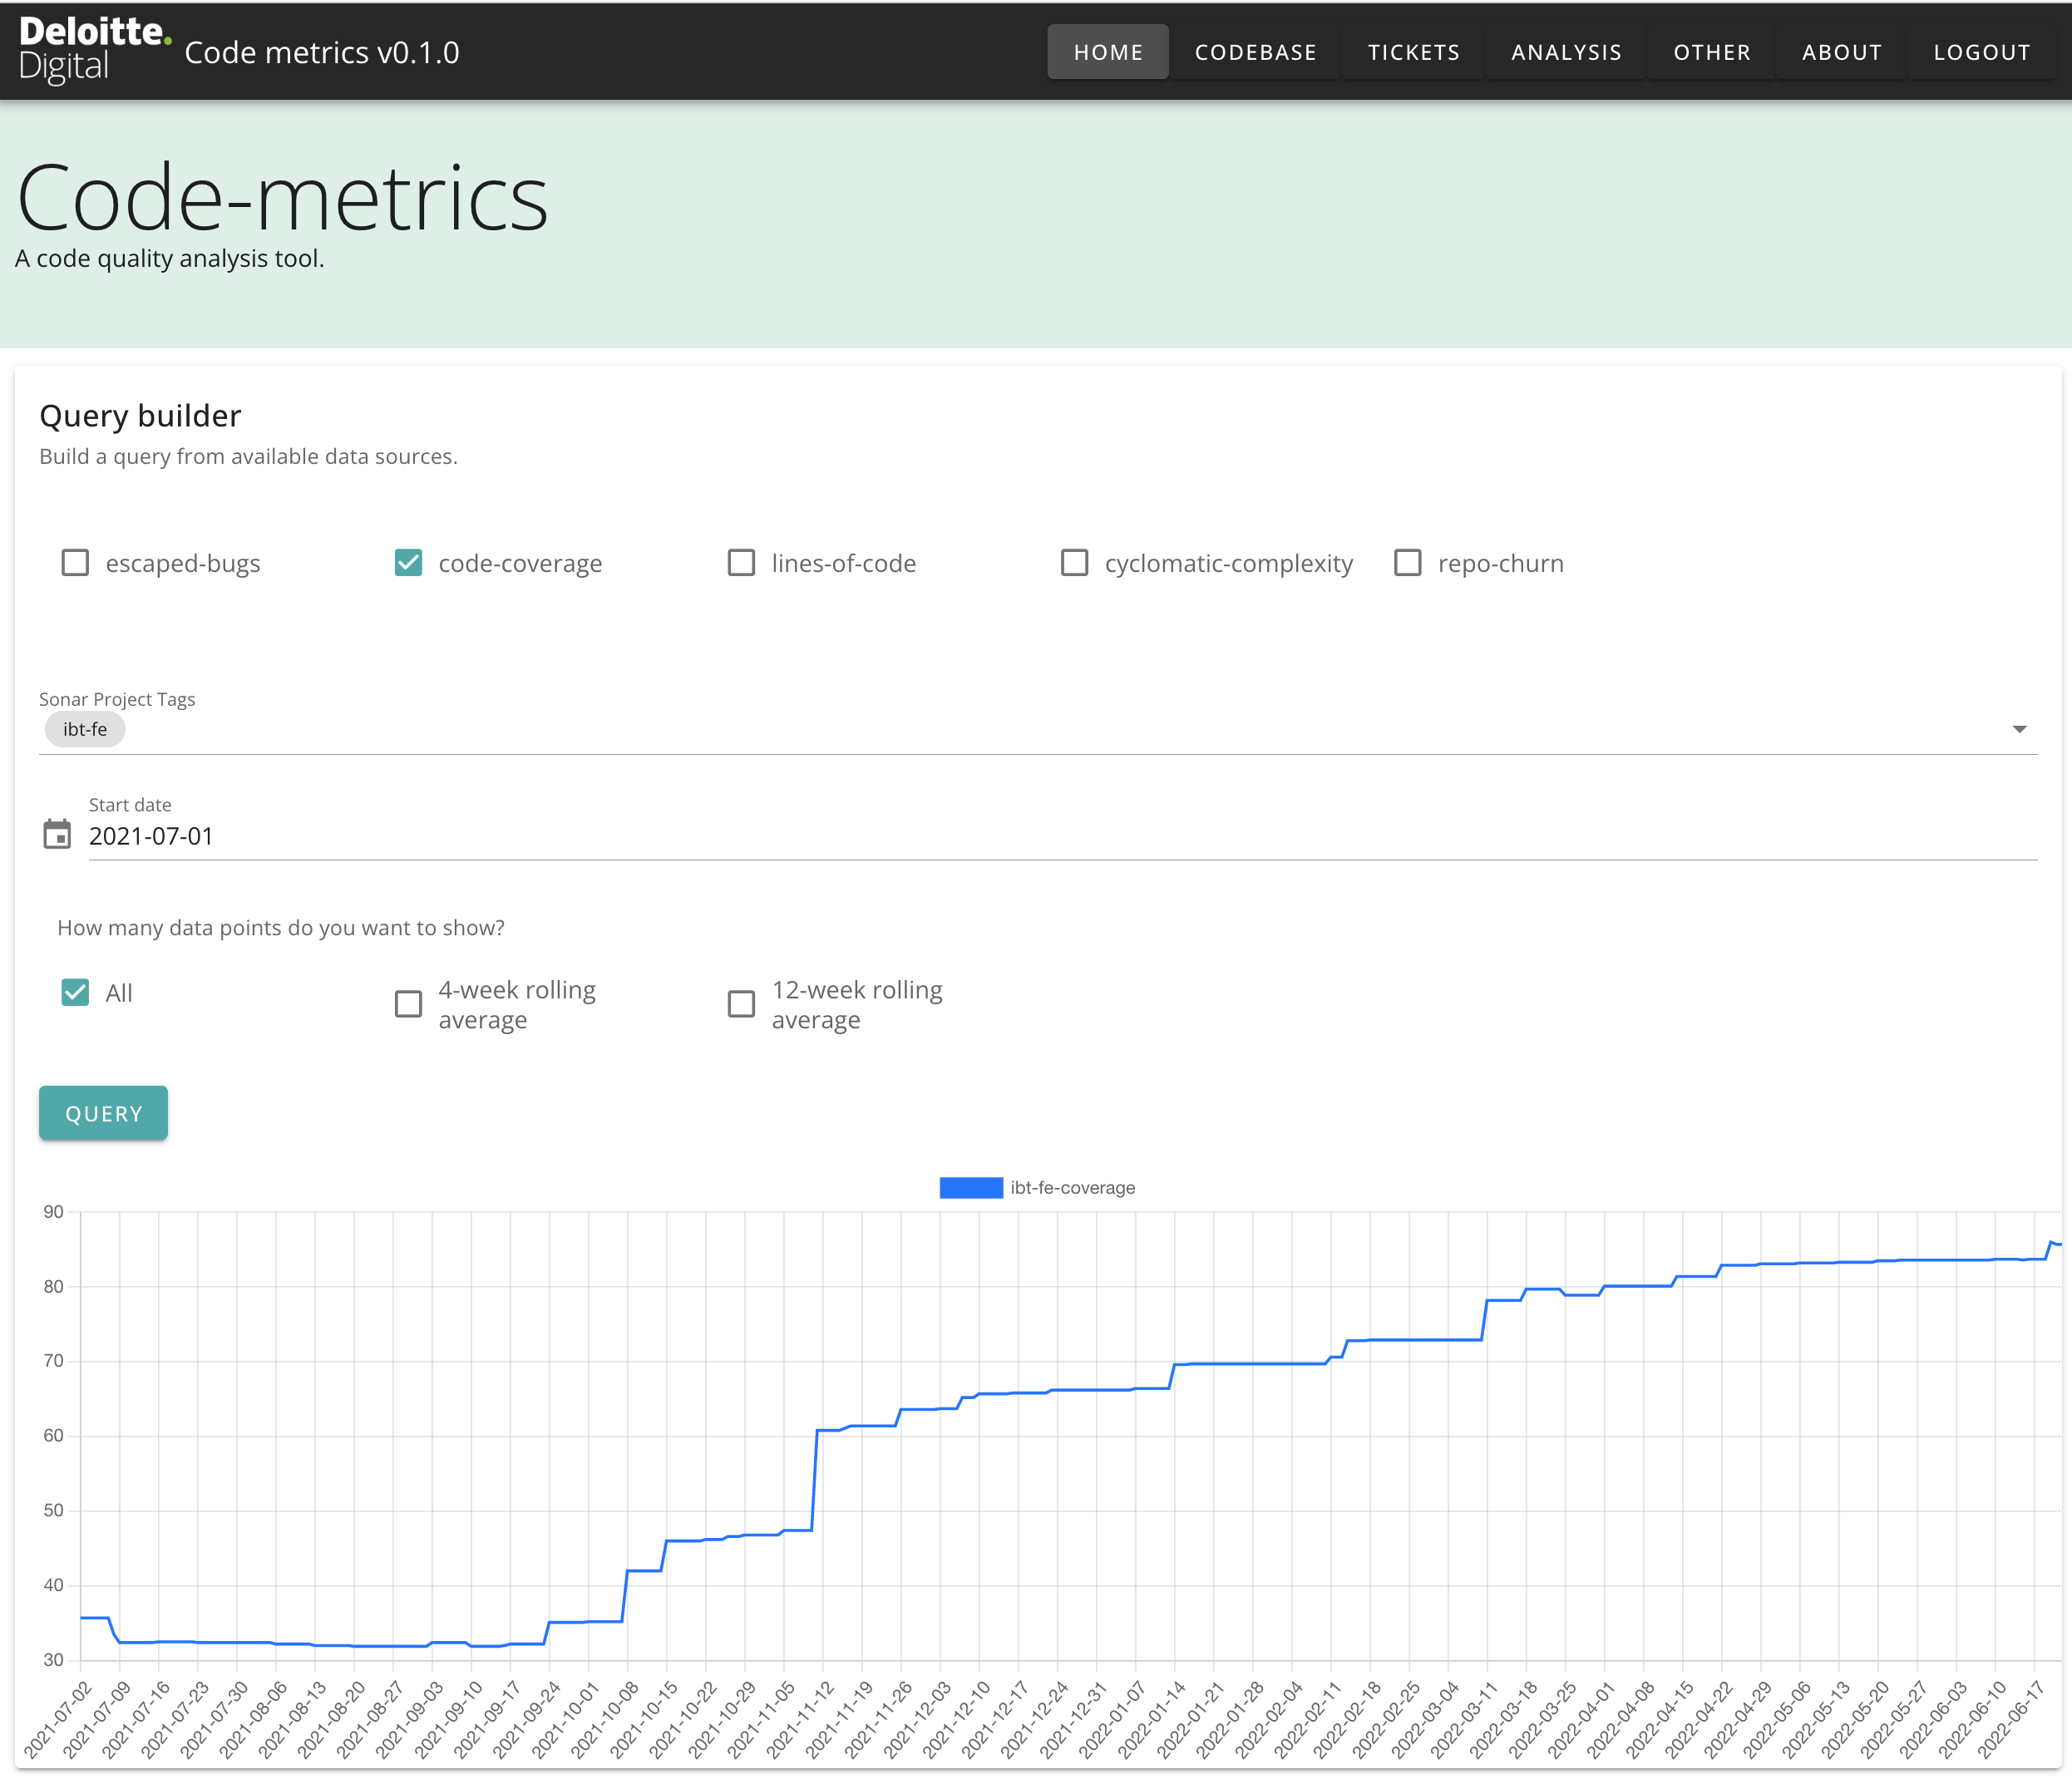 Deloitte.
Digital
Code metrics v0.1.0
HOME
CODEBASE
TICKETS
ANALYSIS
OTHER
ABOUT
LOGOUT
Code-metrics
A code quality analysis tool.
Query builder
Build a query from available data sources.
escaped-bugs
code-coverage
lines-of-code
cyclomatic-complexity
repo-churn
Sonar Project Tags
ibt-fe
Start date
2021-07-01
How many data points do you want to show?
All
4-week rolling
average
12-week rolling
average
QUERY
ibt-fe-coverage
90
80
70
60
50
40
30
2021-07-02
2021-07-09
2021-07-16
2021-07-23
2021-07-30
2021-08-06
2021-08-13
2021-08-20
2021-08-27
2021-09-03
2021-09-10
2021-09-17
2021-09-24
2021-10-01
2021-10-08
2021-10-15
2021-10-22
2021-10-29
2021-11-05
2021-11-12
2021-11-19
2021-11-26
2021-12-03
2021-12-10
2021-12-17
2021-12-24
2021-12-31
2022-01-07
2022-01-14
2022-01-21
2022-01-28
2022-02-04
2022-02-11
2022-02-18
2022-02-25
2022-03-04
2022-03-11
2022-03-18
2022-03-25
2022-04-01
2022-04-08
2022-04-15
2022-04-22
2022-04-29
2022-05-06
2022-05-13
2022-05-20
2022-05-27
2022-06-03
2022-06-10
2022-06-17